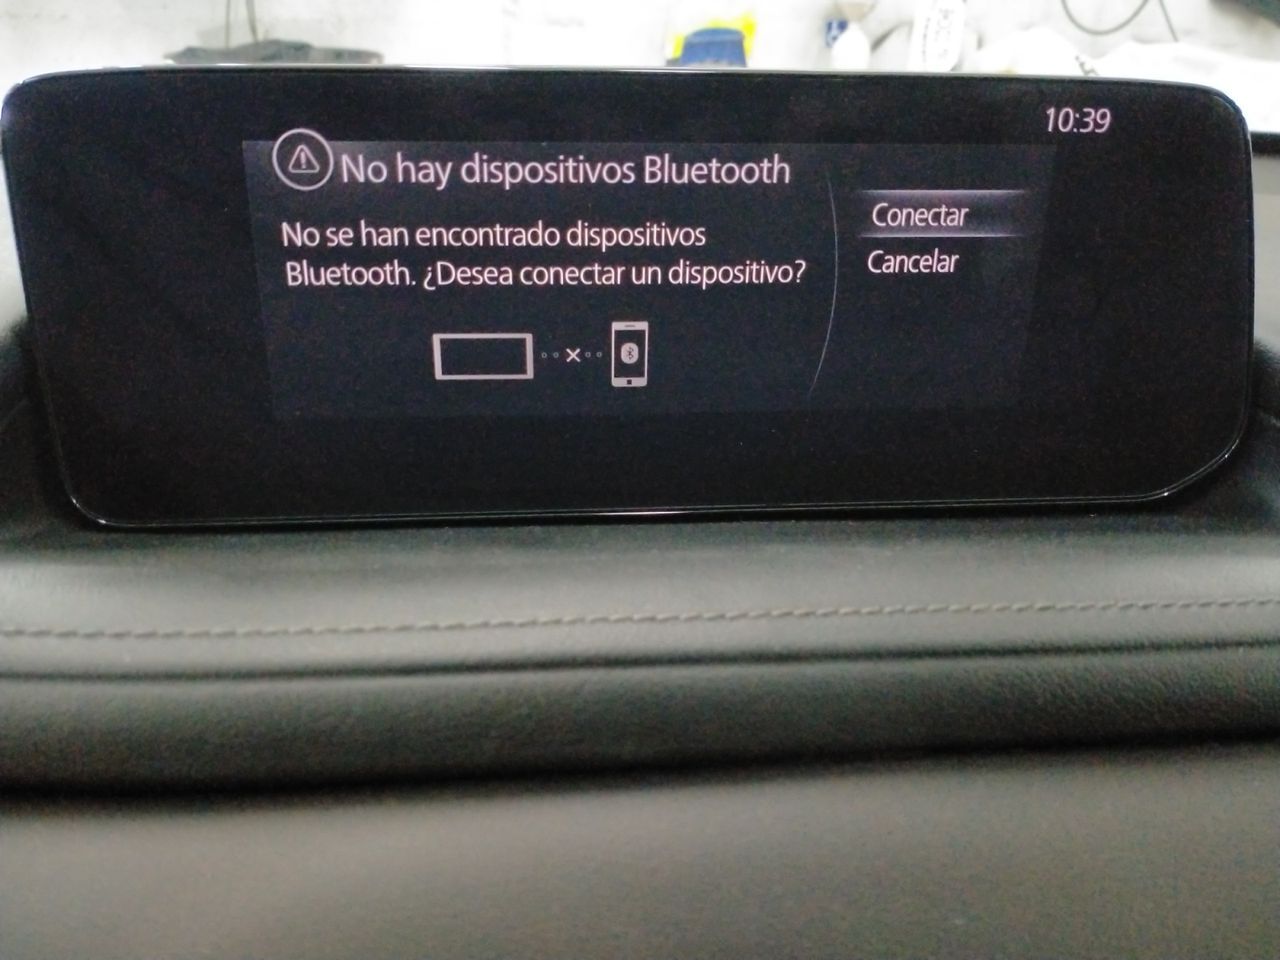 10:39
No hay dispositivos Bluetooth
No se han encontrado dispositivos
Bluetooth. ¿Desea conectar un dispositivo?
Conectar
Cancelar